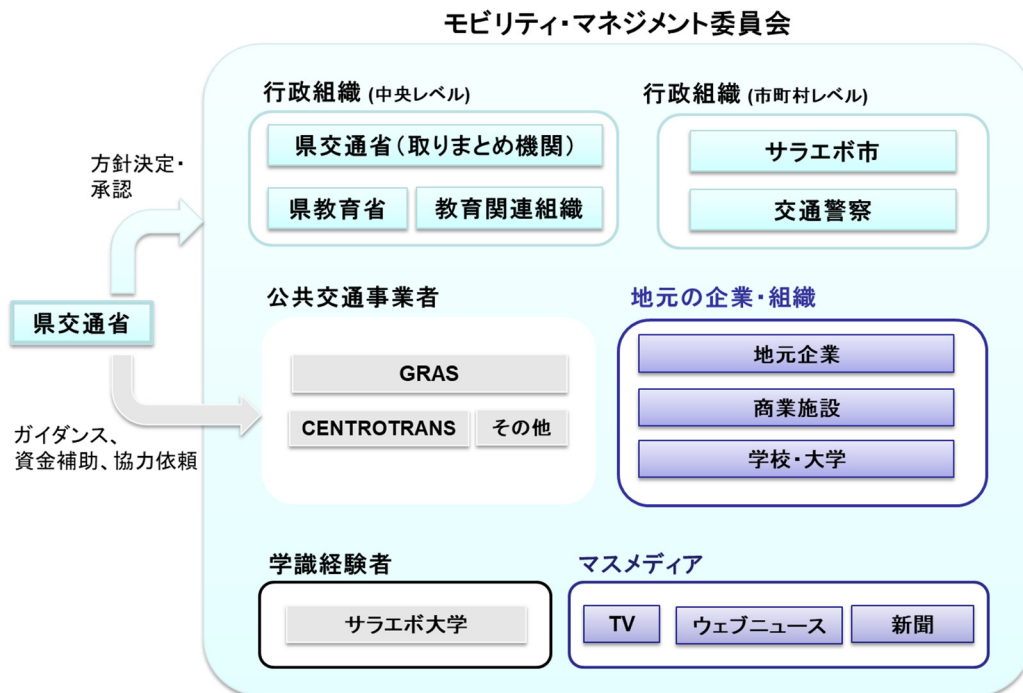 モビリティ・マネジメント委員会
行政組織 (中央レベル)
県交通省(取りまとめ機関)
県教育省
教育関連組織
行政組織 (市町村レベル)
サラエボ市
交通警察
方針決定・
承認
県交通省
ガイダンス、
資金補助、協力依頼
公共交通事業者
GRAS
CENTROTRANS
その他
地元の企業・組織
地元企業
商業施設
学校・大学
学識経験者
サラエボ大学
マスメディア
TV
ウェブニュース
新聞